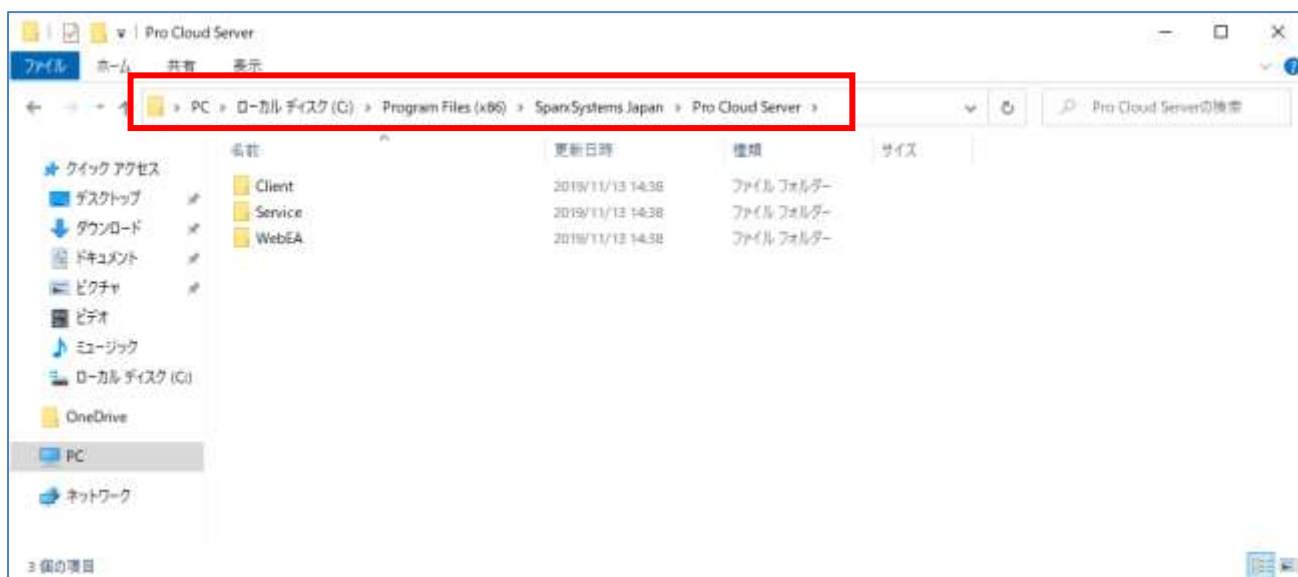 Pro Cloud Server
ファイル ホーム 共有 表示
PC › ローカル ディスク (C:) › Program Files (x86) › SparxSystems Japan › Pro Cloud Server ›
Pro Cloud Serverの検索
名前 更新日時 種類 サイズ
クイック アクセス
デスクトップ
ダウンロード
ドキュメント
ピクチャ
ビデオ
ミュージック
ローカル ディスク (C:)
OneDrive
PC
ネットワーク
Client 2019/11/13 14:38 ファイル フォルダー
Service 2019/11/13 14:38 ファイル フォルダー
WebEA 2019/11/13 14:38 ファイル フォルダー
3 個の項目